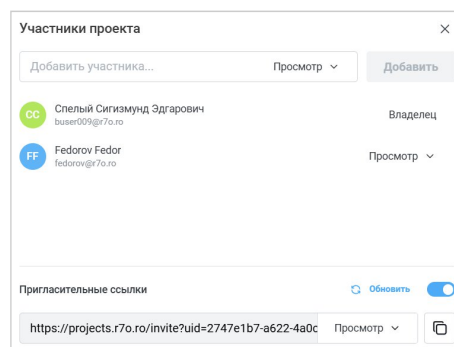 Участники проекта
Добавить участника... Просмотр Добавить
CC Спелый Сигизмунд Эдгарович Владелец
buser009@r7o.ro
FF Fedorov Fedor Просмотр
fedorov@r7o.ro
Пригласительные ссылки Обновить
https://projects.r7o.ro/invite?uid=2747e1b7-a622-4a0c Просмотр